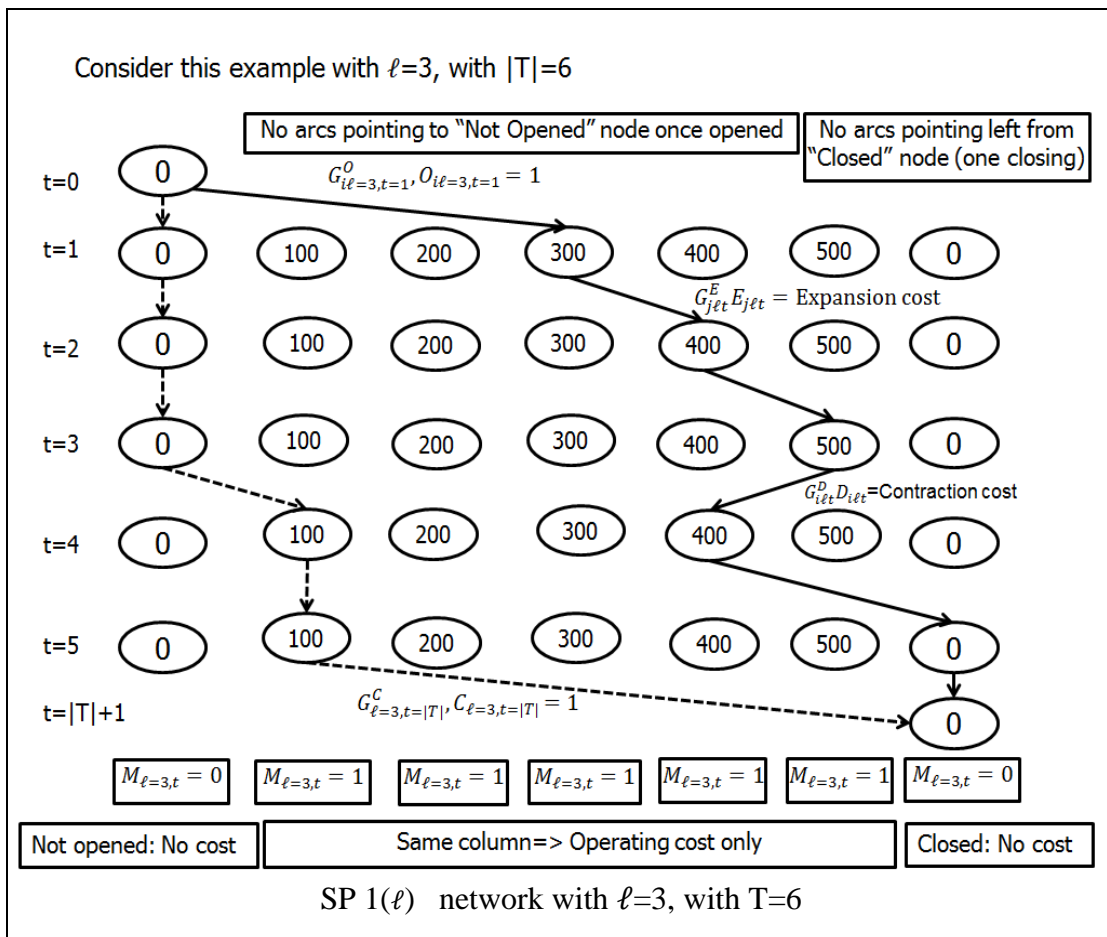 Consider this example with ℓ=3, with |T|=6
No arcs pointing to “Not Opened” node once opened
No arcs pointing left from
“Closed” node (one closing)
t=0 0
G^O_{iℓ=3,t=1}, O_{iℓ=3,t=1} = 1
t=1 0 100 200 300 400 500 0
G^E_{jℓt}E_{jℓt} = Expansion cost
t=2 0 100 200 300 400 500 0
t=3 0 100 200 300 400 500 0
G^D_{iℓt}D_{iℓt}=Contraction cost
t=4 0 100 200 300 400 500 0
t=5 0 100 200 300 400 500 0
G^C_{ℓ=3,t=|T|}, C_{ℓ=3,t=|T|} = 1
t=|T|+1 0
M_{ℓ=3,t} = 0 M_{ℓ=3,t} = 1 M_{ℓ=3,t} = 1 M_{ℓ=3,t} = 1 M_{ℓ=3,t} = 1 M_{ℓ=3,t} = 1 M_{ℓ=3,t} = 0
Not opened: No cost Same column=> Operating cost only Closed: No cost
SP 1(ℓ) network with ℓ=3, with T=6